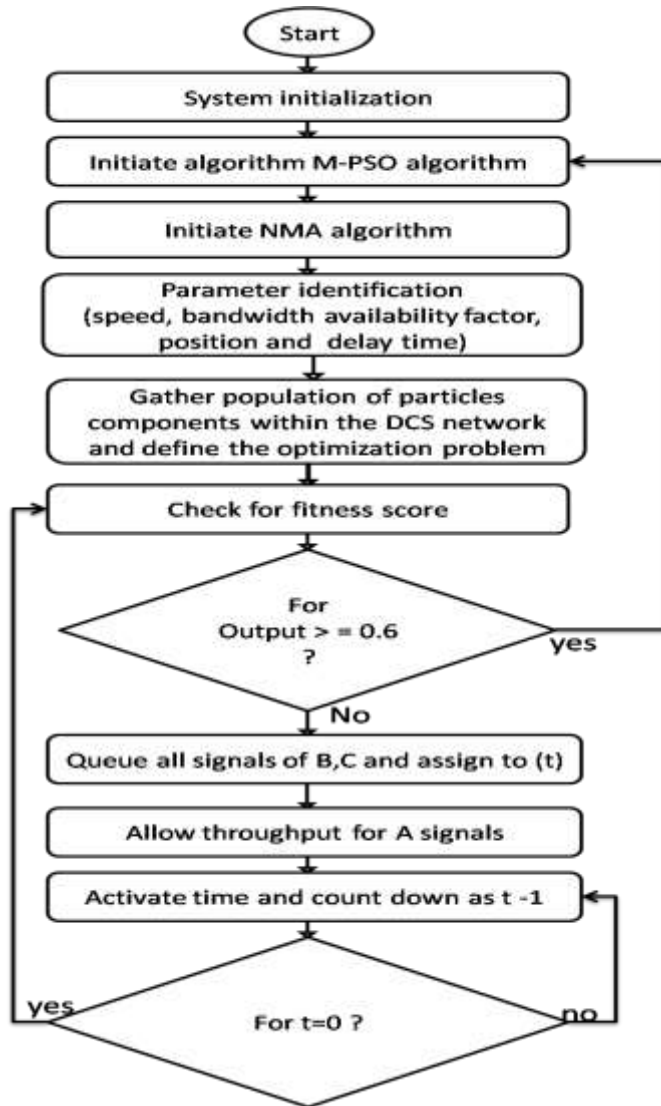 Start
System initialization
Initiate algorithm M-PSO algorithm
Initiate NMA algorithm
Parameter identification
(speed, bandwidth availability factor,
position and delay time)
Gather population of particles
components within the DCS network
and define the optimization problem
Check for fitness score
For
Output > = 0.6
?
yes
No
Queue all signals of B,C and assign to (t)
Allow throughput for A signals
Activate time and count down as t -1
yes
For t=0 ?
no